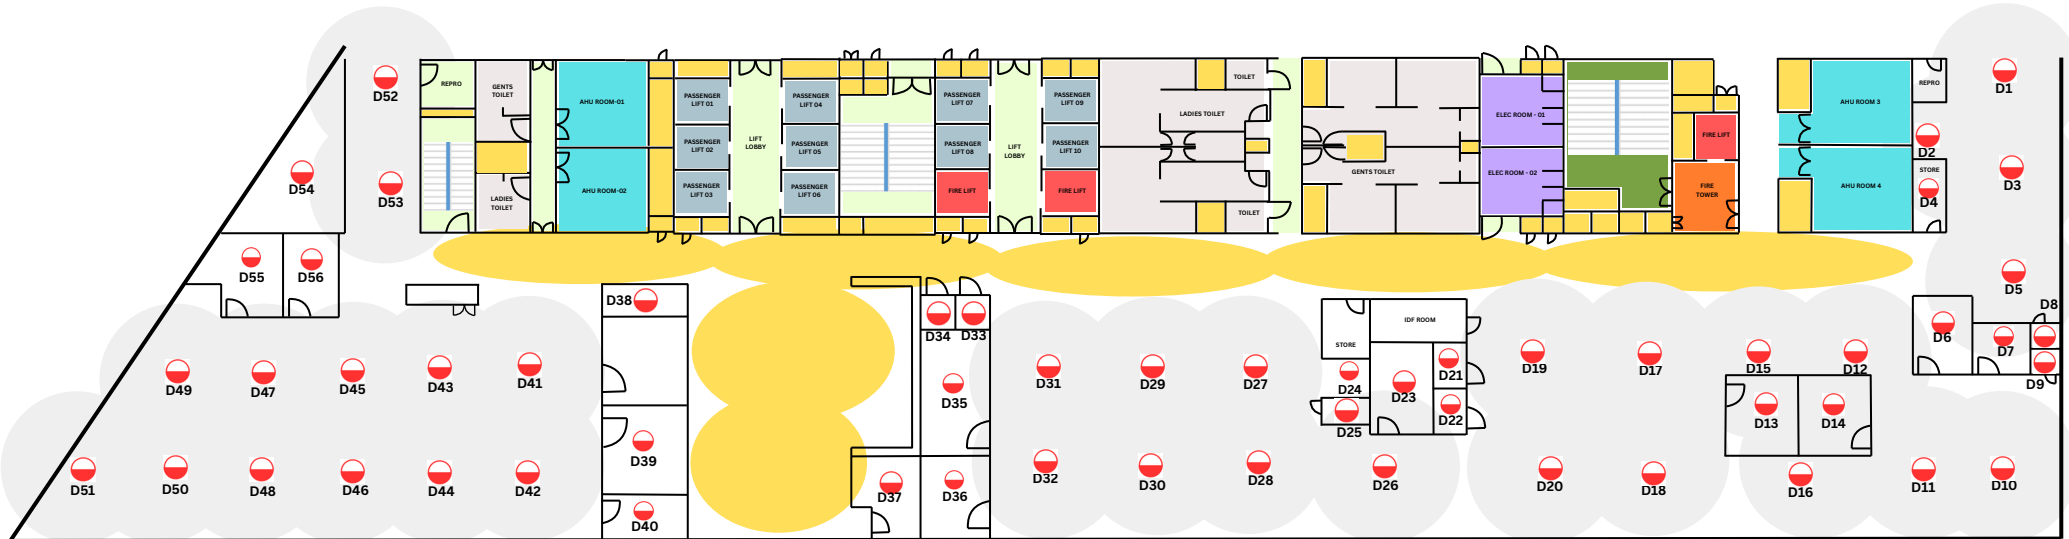 D52
D53
D54
D55
D56
REPRO
GENTS
TOILET
LADIES
TOILET
AHU ROOM-01
AHU ROOM-02
PASSENGER
LIFT 01
PASSENGER
LIFT 02
PASSENGER
LIFT 03
LIFT
LOBBY
PASSENGER
LIFT 04
PASSENGER
LIFT 05
PASSENGER
LIFT 06
PASSENGER
LIFT 07
PASSENGER
LIFT 08
FIRE LIFT
LIFT
LOBBY
PASSENGER
LIFT 09
PASSENGER
LIFT 10
FIRE LIFT
LADIES TOILET
TOILET
TOILET
GENTS TOILET
ELEC ROOM - 01
ELEC ROOM - 02
FIRE LIFT
FIRE
TOWER
AHU ROOM 3
AHU ROOM 4
REPRO
STORE
D1
D2
D3
D4
D5
D6
D7
D8
D9
D49
D47
D45
D43
D41
D51
D50
D48
D46
D44
D42
D38
D39
D40
D34
D33
D35
D37
D36
D31
D29
D27
D32
D30
D28
D26
STORE
IDF ROOM
D24
D25
D23
D21
D22
D19
D17
D15
D12
D13
D14
D20
D18
D16
D11
D10